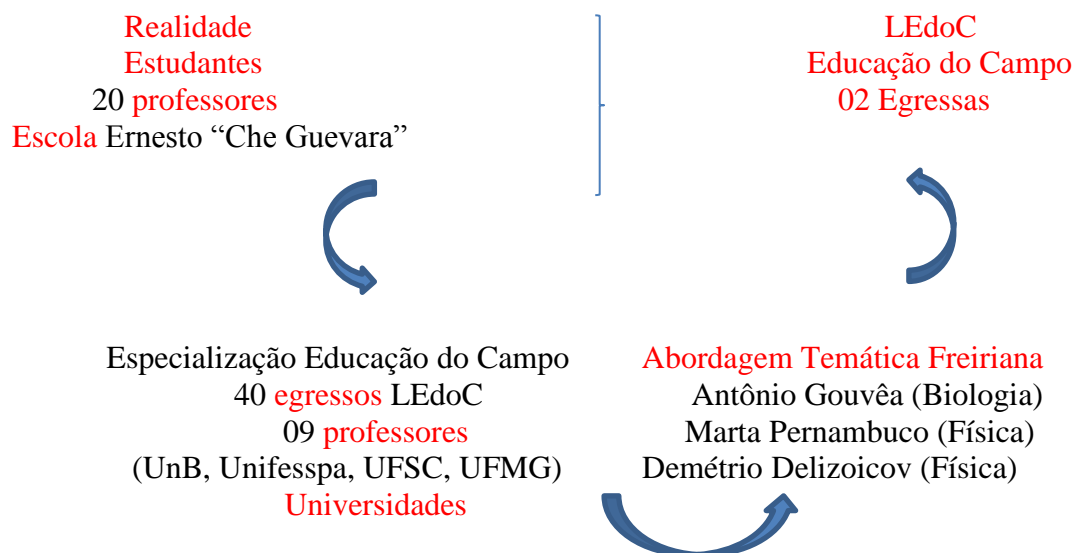 Realidade
Estudantes
20 professores
Escola Ernesto “Che Guevara”
LEdoC
Educação do Campo
02 Egressas
Especialização Educação do Campo
40 egressos LEdoC
09 professores
(UnB, Unifesspa, UFSC, UFMG)
Universidades
Abordagem Temática Freiriana
Antônio Gouvêa (Biologia)
Marta Pernambuco (Física)
Demétrio Delizoicov (Física)